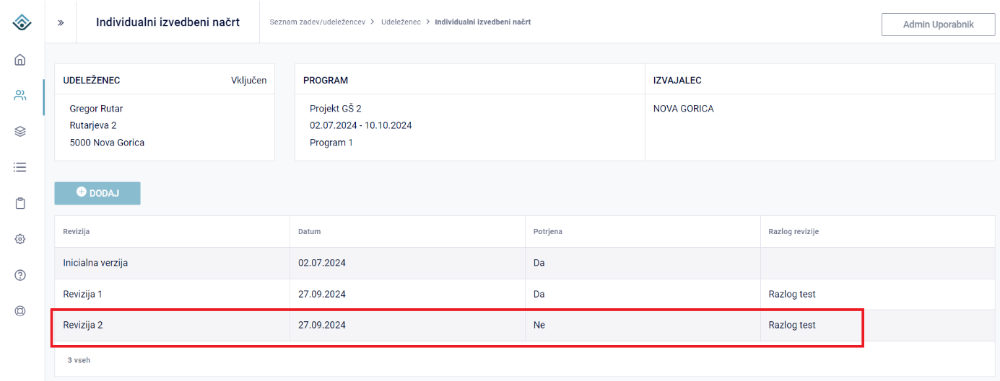 Individualni izvedbeni načrt
Seznam zadev/udeležencev > Udeleženec > Individualni izvedbeni načrt
Admin Uporabnik
UDELEŽENEC Vključen
Gregor Rutar
Rutarjeva 2
5000 Nova Gorica
PROGRAM
Projekt GŠ 2
02.07.2024 - 10.10.2024
Program 1
IZVAJALEC
NOVA GORICA
DODAJ
Revizija Datum Potrjena Razlog revizije
Inicialna verzija 02.07.2024 Da
Revizija 1 27.09.2024 Da Razlog test
Revizija 2 27.09.2024 Ne Razlog test
3 vseh